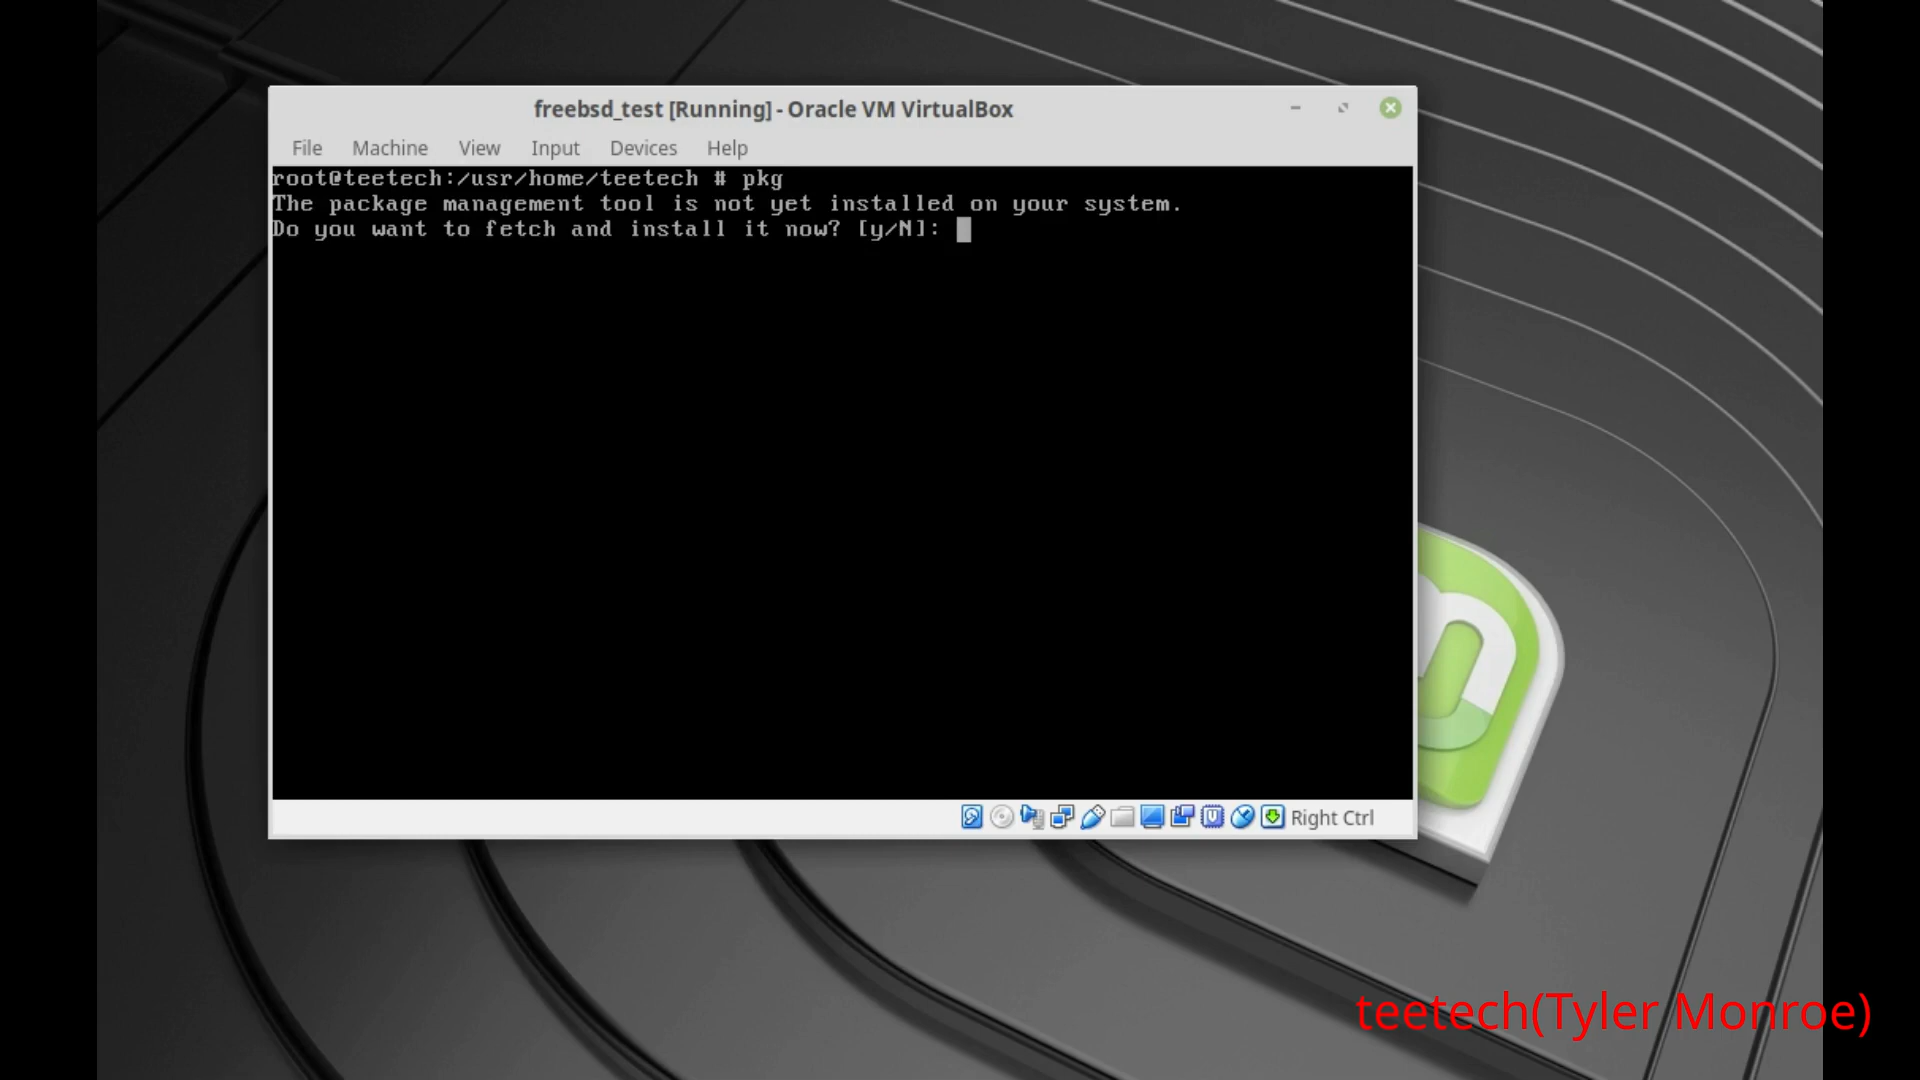 freebsd_test [Running] - Oracle VM VirtualBox
File Machine View Input Devices Help
root@teetech:/usr/home/teetech # pkg
The package management tool is not yet installed on your system.
Do you want to fetch and install it now? [y/N]:
Right Ctrl
teetech(Tyler Monroe)